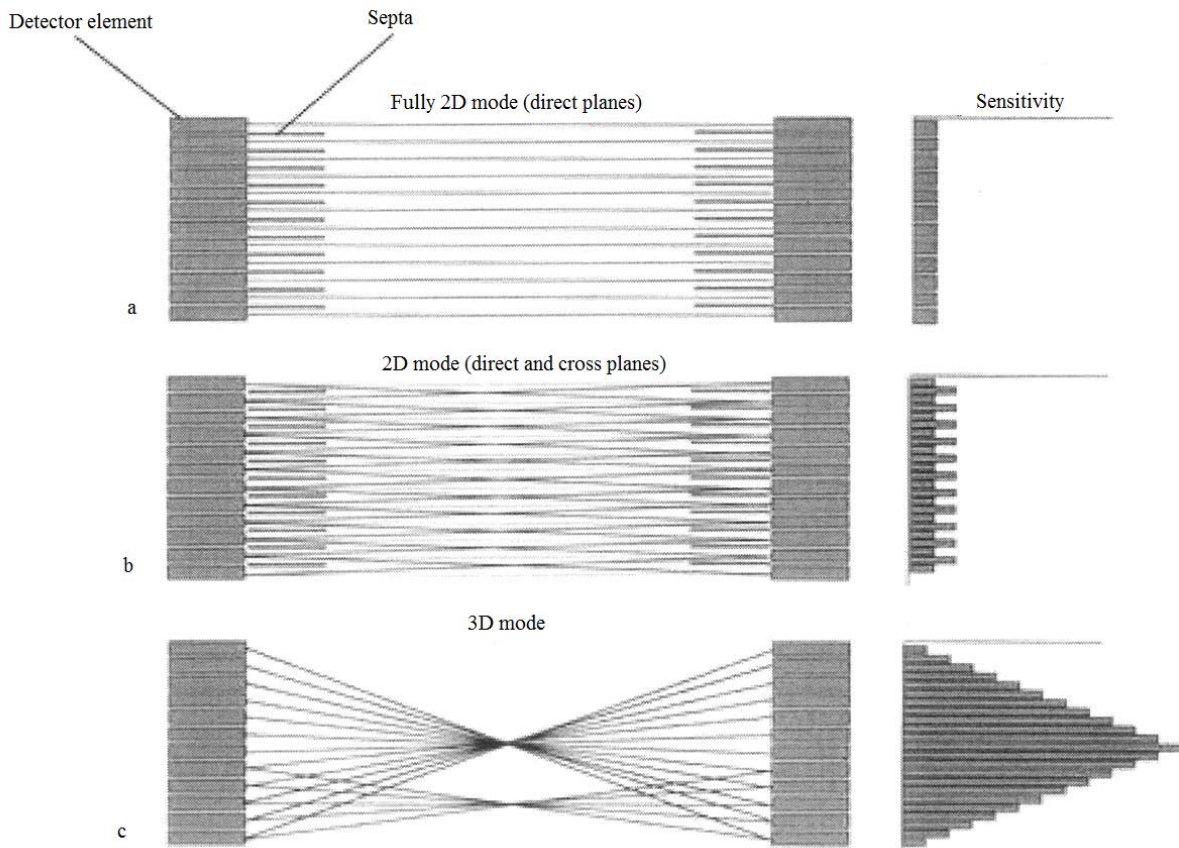 Detector element
Septa
Fully 2D mode (direct planes)
Sensitivity
a
2D mode (direct and cross planes)
b
3D mode
c